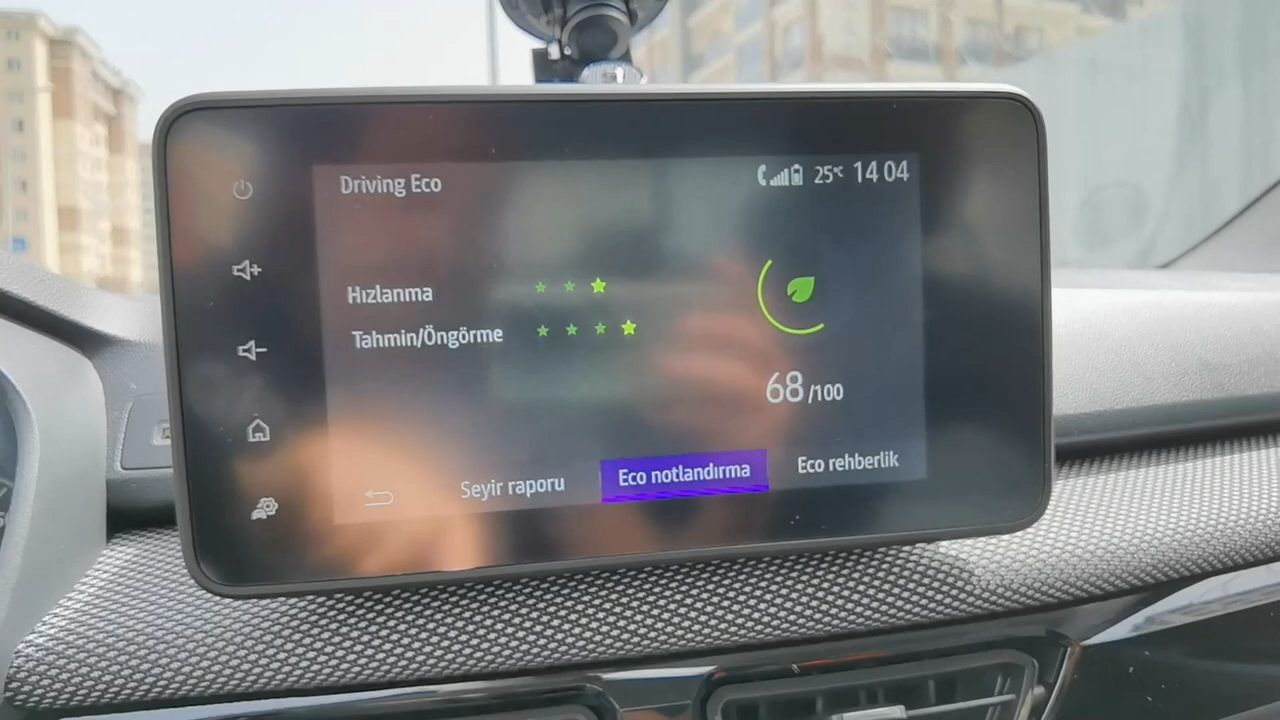 Driving Eco
25°C 14 04
Hızlanma
Tahmin/Öngörme
68/100
Seyir raporu
Eco notlandırma
Eco rehberlik